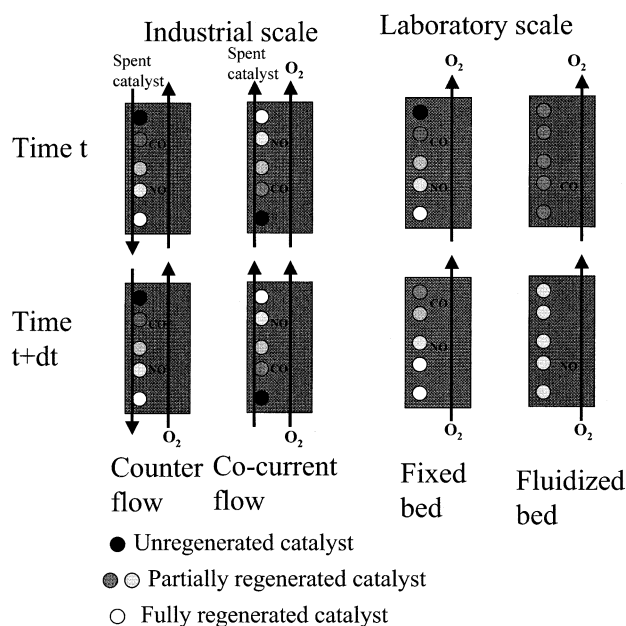 Industrial scale
Laboratory scale
Spent
catalyst
Spent
catalyst
O2
O2
O2
Time t
CO
NO
NO
CO
CO
NO
CO
Time
t+dt
CO
NO
NO
CO
CO
NO
NO
O2
O2
O2
O2
Counter
flow
Co-current
flow
Fixed
bed
Fluidized
bed
Unregenerated catalyst
Partially regenerated catalyst
Fully regenerated catalyst